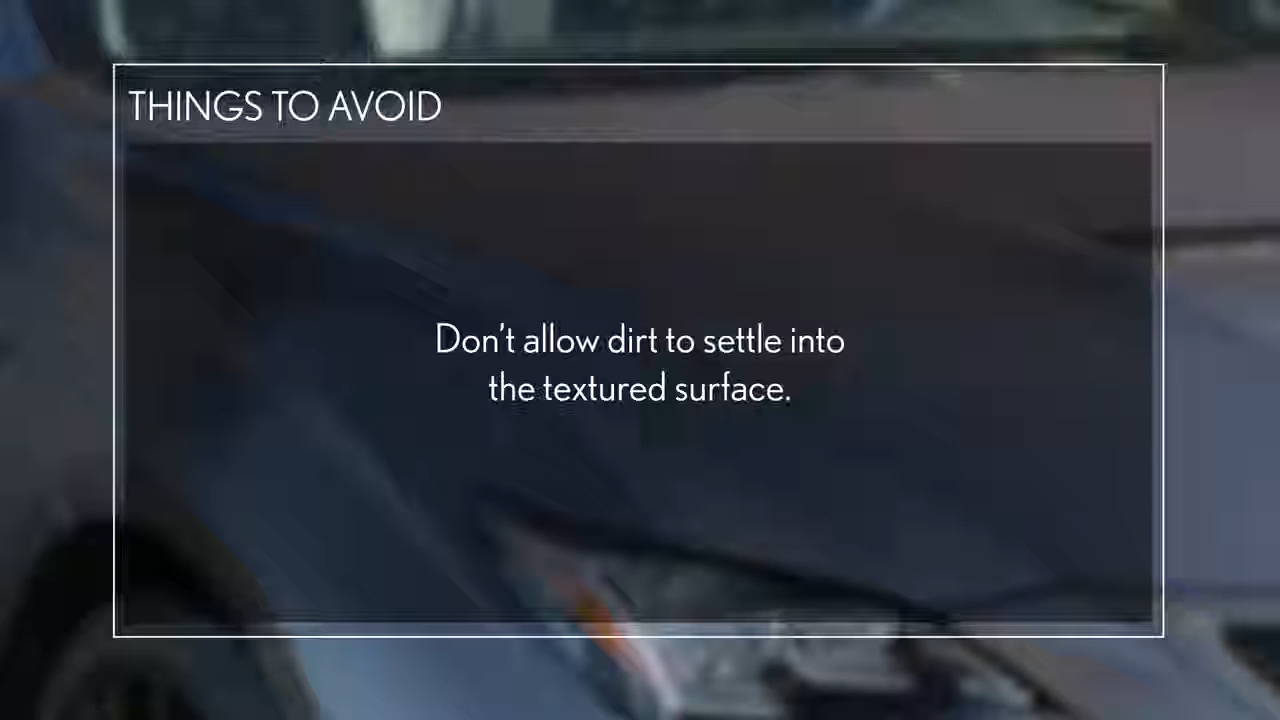 THINGS TO AVOID
Don't allow dirt to settle into
the textured surface.